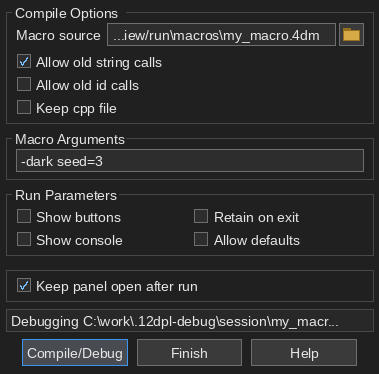 Compile Options
Macro source ...iew/run\macros\my_macro.4dm
Allow old string calls
Allow old id calls
Keep cpp file
Macro Arguments
-dark seed=3
Run Parameters
Show buttons Retain on exit
Show console Allow defaults
Keep panel open after run
Debugging C:\work\.12dpl-debug\session\my_macr...
Compile/Debug Finish Help